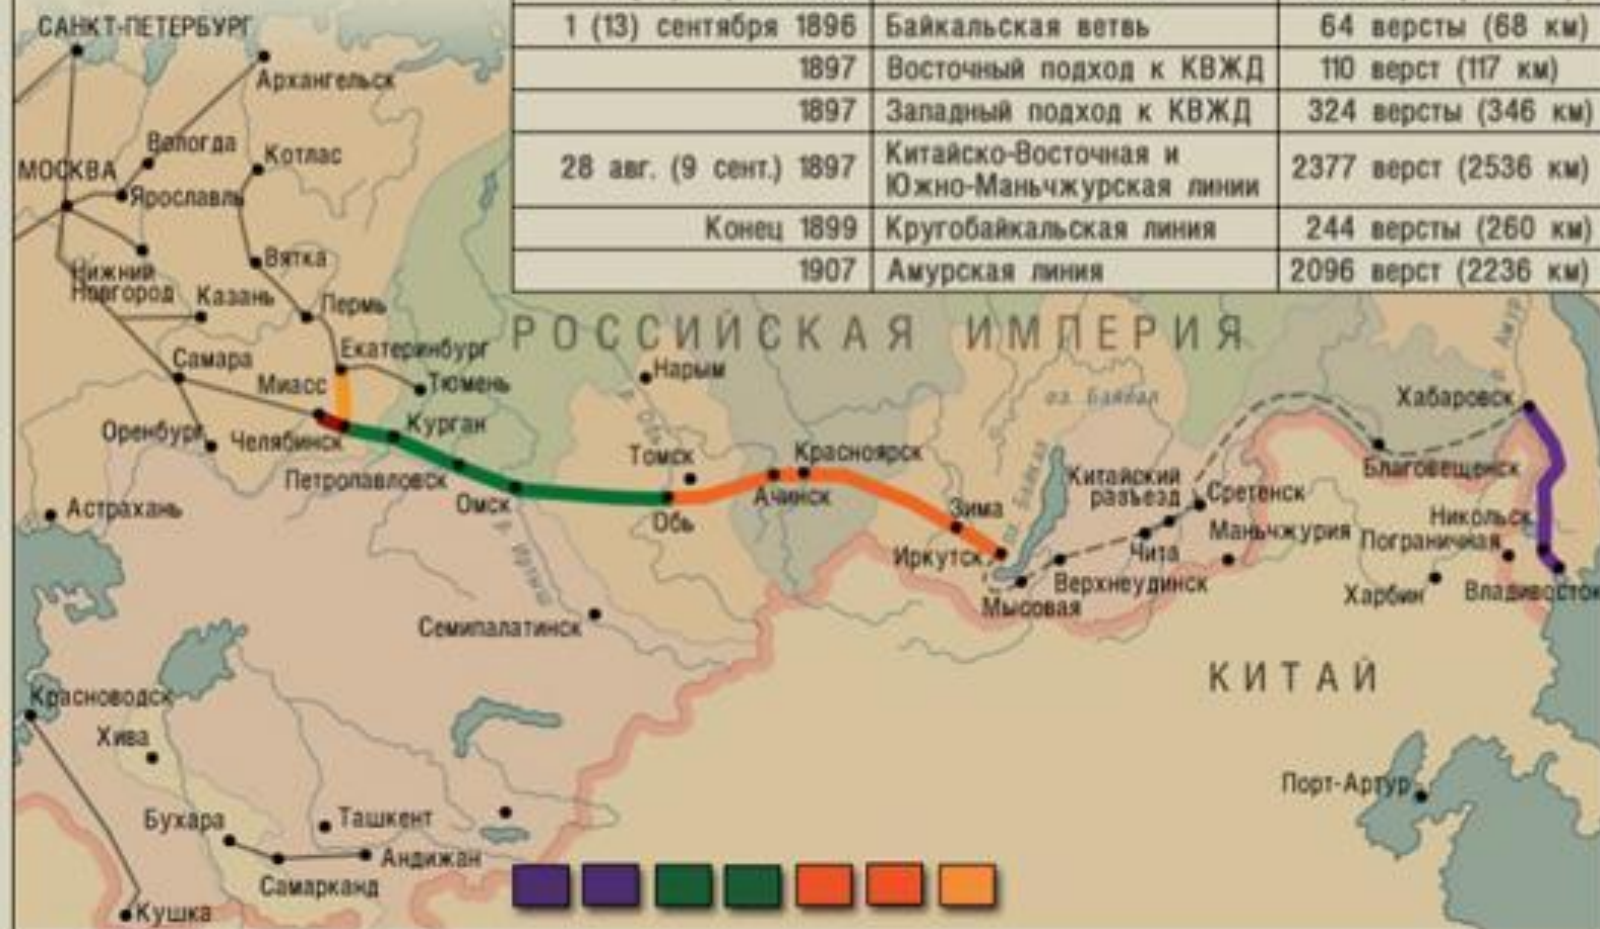 1 (13) сентября 1896 Байкальская ветвь 64 версты (68 км)
1897 Восточный подход к КВЖД 110 верст (117 км)
1897 Западный подход к КВЖД 324 версты (346 км)
28 авг. (9 сент.) 1897 Китайско-Восточная и
Южно-Маньчжурская линии 2377 верст (2536 км)
Конец 1899 Кругобайкальская линия 244 версты (260 км)
1907 Амурская линия 2096 верст (2236 км)
САНКТ-ПЕТЕРБУРГ
Архангельск
Вологда
Котлас
МОСКВА
Ярославль
Вятка
Нижний
Новгород
Казань
Пермь
РОССИЙСКАЯ ИМПЕРИЯ
Самара
Екатеринбург
Миасс
Тюмень
Нарым
р. Обь
оз. Байкал
р. Амур
Хабаровск
Оренбург
Челябинск
Курган
Томск
Красноярск
Петропавловск
Омск
Обь
Ачинск
Зима
оз. Байкал
Китайский
разъезд
Сретенск
Благовещенск
Астрахань
р. Иртыш
Иркутск
Чита
Маньчжурия
Никольск
Пограничная
Мысовая
Верхнеудинск
Харбин
Владивосток
Семипалатинск
КИТАЙ
Красноводск
Хива
Порт-Артур
Бухара
Ташкент
Андижан
Самарканд
Кушка